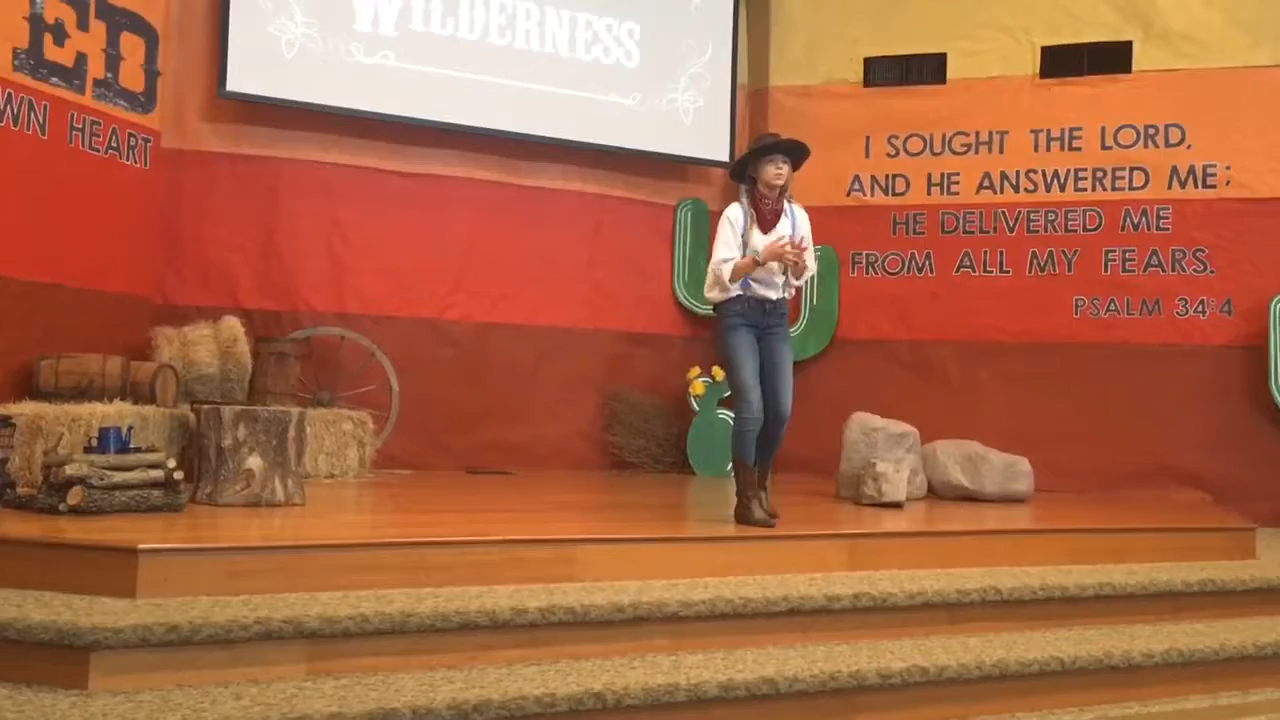 ED
WN HEART
WILDERNESS
I SOUGHT THE LORD,
AND HE ANSWERED ME;
HE DELIVERED ME
FROM ALL MY FEARS.
PSALM 34:4